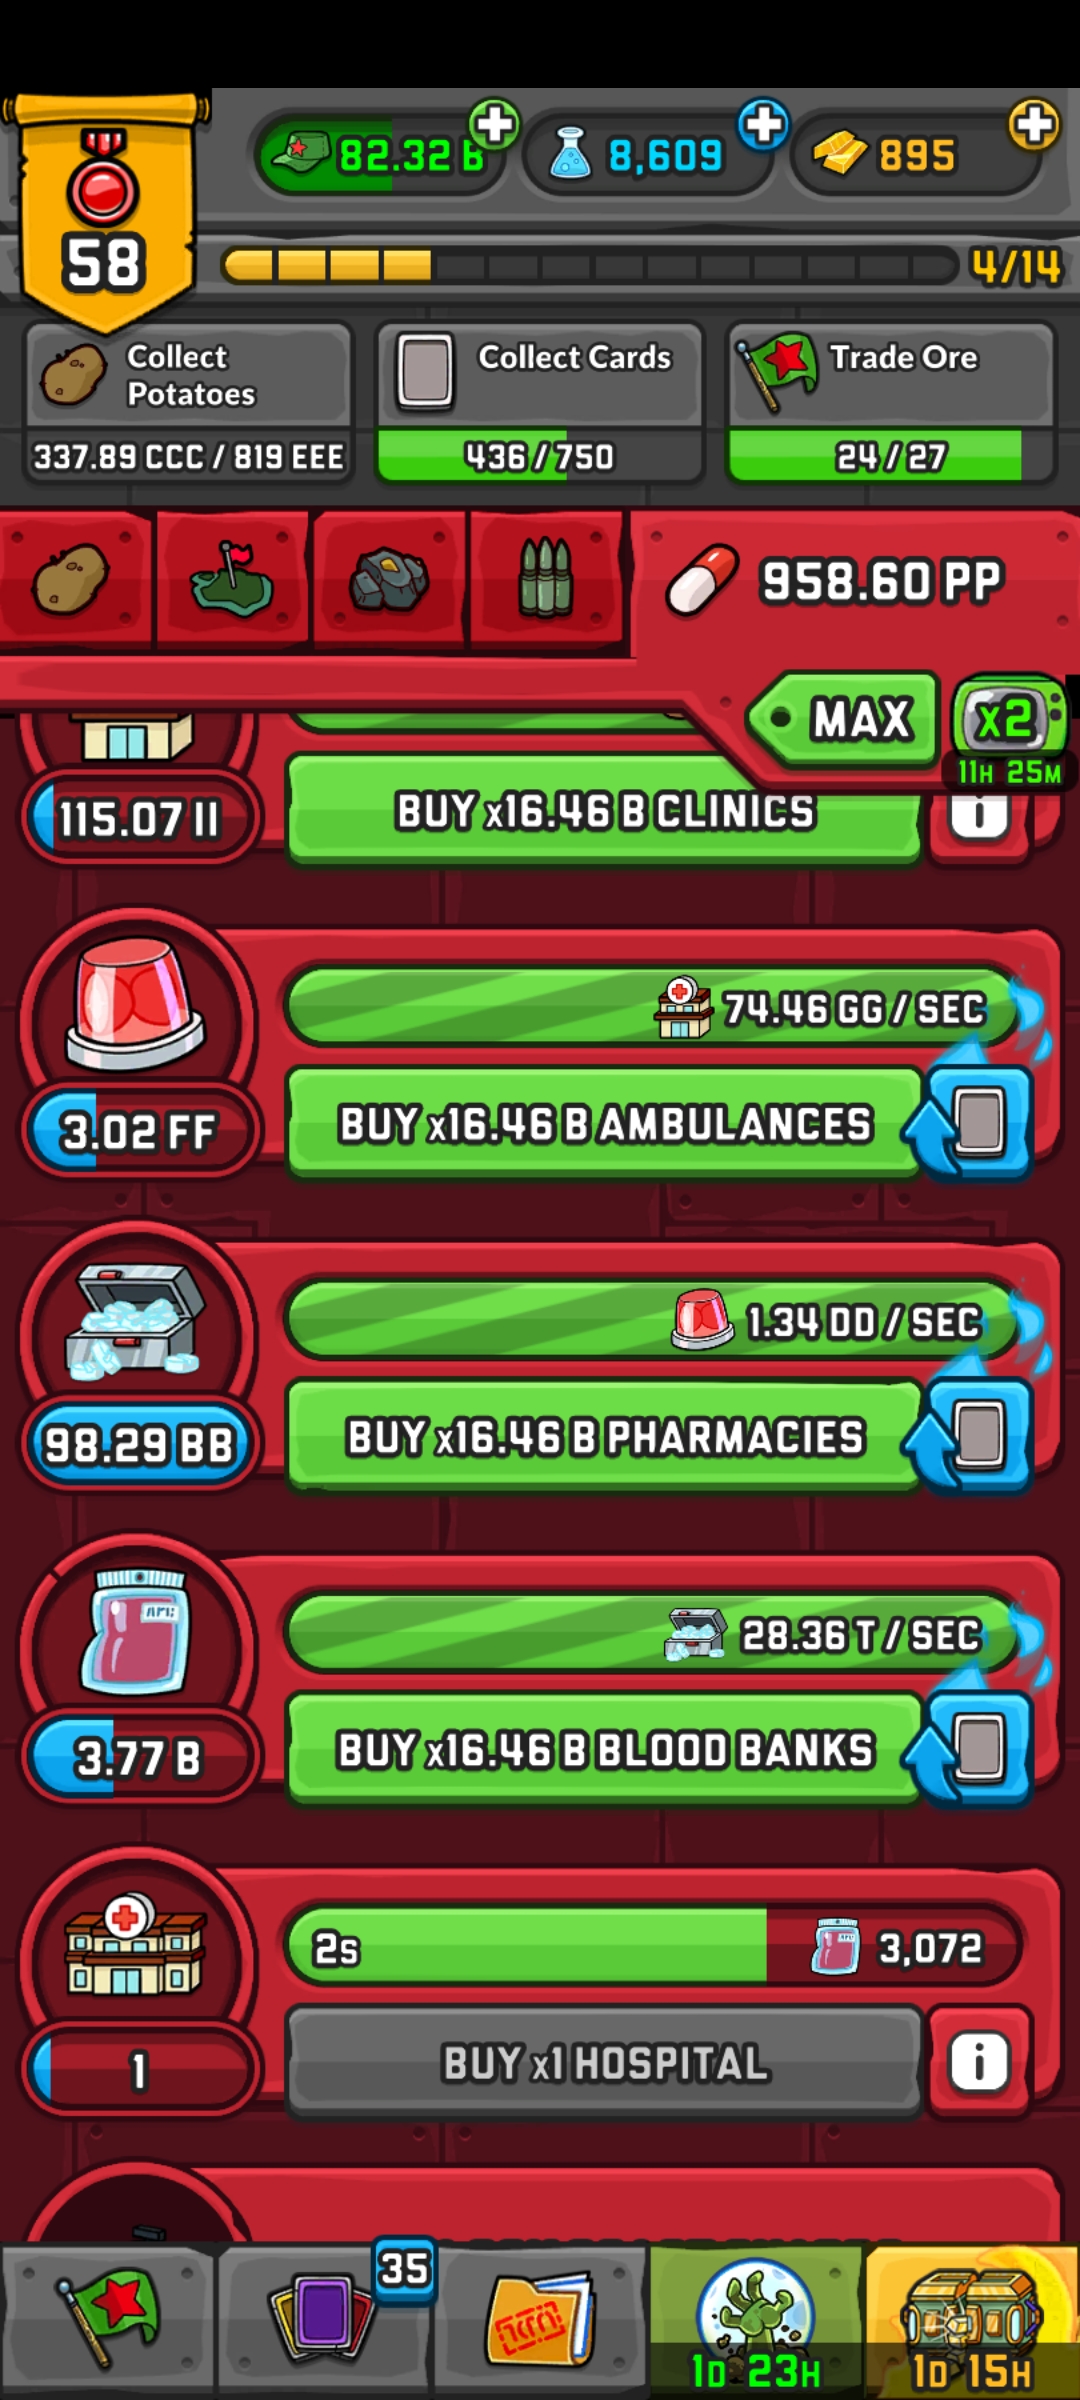 82.32 B
8,609
895
58
4/14
Collect Potatoes
337.89 CCC / 819 EEE
Collect Cards
436 / 750
Trade Ore
24 / 27
958.60 PP
MAX
x2
11H 25M
115.07 II
BUY x16.46 B CLINICS
i
74.46 GG / SEC
3.02 FF
BUY x16.46 B AMBULANCES
1.34 DD / SEC
98.29 BB
BUY x16.46 B PHARMACIES
28.36 T / SEC
3.77 B
BUY x16.46 B BLOOD BANKS
2s
3,072
1
BUY x1 HOSPITAL
i
35
1D 23H
1D 15H